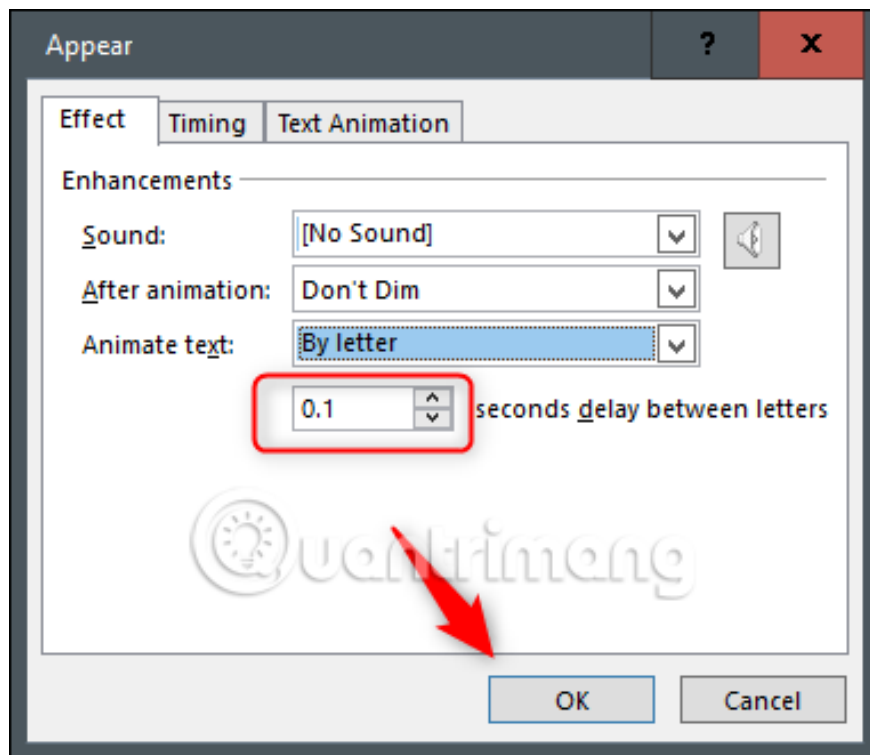 Appear ? x
Effect Timing Text Animation
Enhancements
Sound: [No Sound]
After animation: Don't Dim
Animate text: By letter
0.1 seconds delay between letters
Quantrimang
OK Cancel